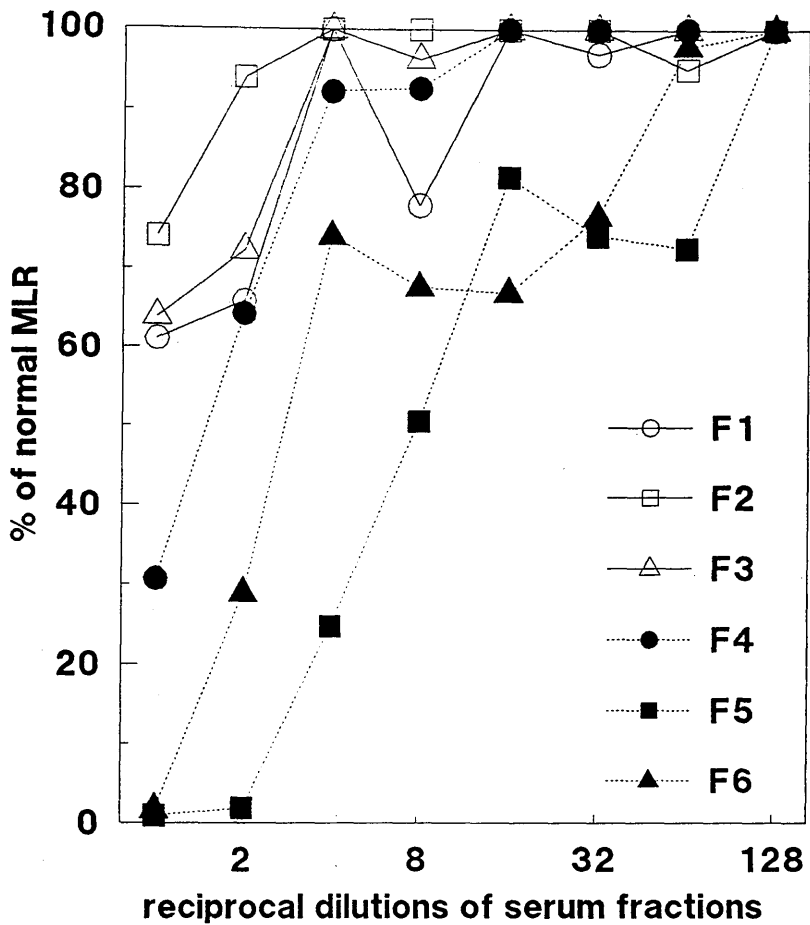 100
80
60
40
20
0
% of normal MLR
F1
F2
F3
F4
F5
F6
2 8 32 128
reciprocal dilutions of serum fractions